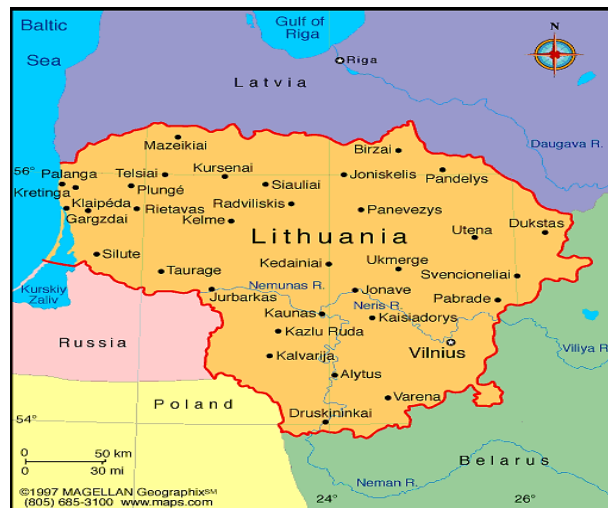 Baltic
Sea
Gulf of
Riga
N
Riga
Latvia
Mazeikiai
Birzai
Daugava R.
56°
Palanga
Telsiai
Kursenai
Joniskelis
Pandelys
Kretinga
Plungé
Siauliai
Klaipéda
Rietavas
Radviliskis
Panevezys
Gargzdai
Kelme
Dukstas
Lithuania
Utena
Silute
Taurage
Kedainiai
Ukmerge
Svencioneliai
Kurskiy
Zaliv
Nemunas R.
Jurbarkas
Jonave
Pabrade
Neris R.
Kaunas
Kaisiadorys
Kazlu Ruda
Russia
Vilnius
Viliya R.
Kalvarija
Alytus
Poland
Varena
54°
Druskininkai
Belarus
0 50 km
0 30 mi
Neman R.
©1997 MAGELLAN Geographix℠
(805) 685-3100 www.maps.com
24°
26°